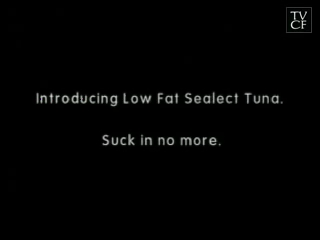 TV
CF
Introducing Low Fat Sealect Tuna.
Suck in no more.